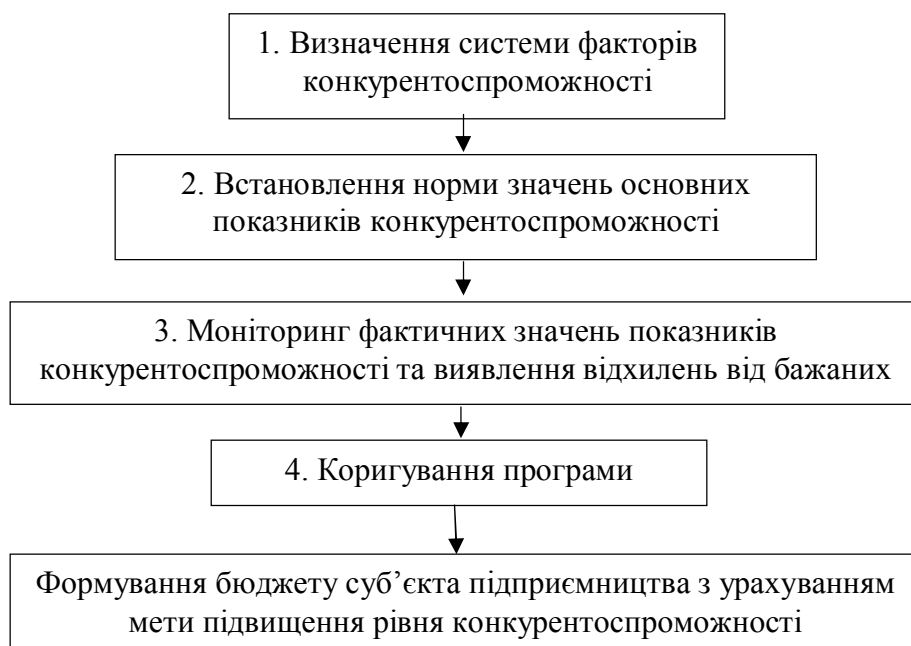 1. Визначення системи факторів
конкурентоспроможності
2. Встановлення норми значень основних
показників конкурентоспроможності
3. Моніторинг фактичних значень показників
конкурентоспроможності та виявлення відхилень від бажаних
4. Коригування програми
Формування бюджету суб’єкта підприємництва з урахуванням
мети підвищення рівня конкурентоспроможності